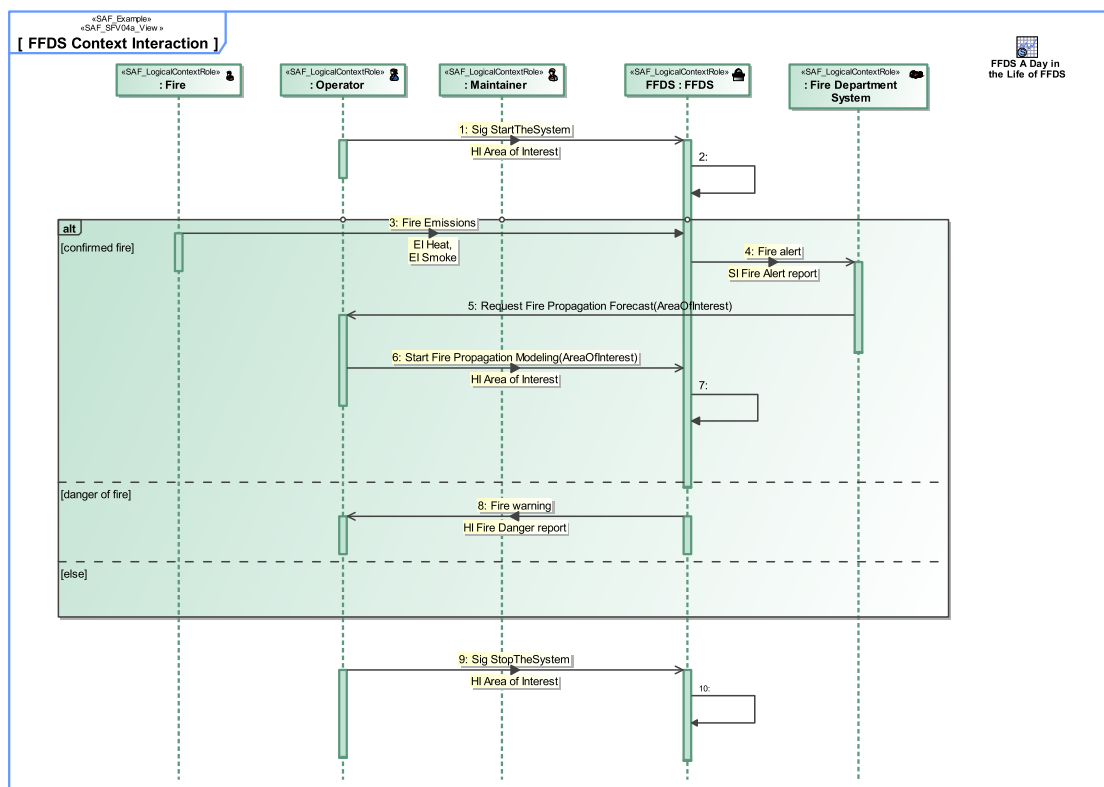 «SAF_Example»
«SAF_SFV04a_View »
[ FFDS Context Interaction ]
FFDS A Day in
the Life of FFDS
«SAF_LogicalContextRole»
: Fire
«SAF_LogicalContextRole»
: Operator
«SAF_LogicalContextRole»
: Maintainer
«SAF_LogicalContextRole»
FFDS : FFDS
«SAF_LogicalContextRole»
: Fire Department
System
1: Sig StartTheSystem
HI Area of Interest
2:
alt
[confirmed fire]
3: Fire Emissions
EI Heat,
EI Smoke
4: Fire alert
SI Fire Alert report
5: Request Fire Propagation Forecast(AreaOfInterest)
6: Start Fire Propagation Modeling(AreaOfInterest)
HI Area of Interest
7:
[danger of fire]
8: Fire warning
HI Fire Danger report
[else]
9: Sig StopTheSystem
HI Area of Interest
10: